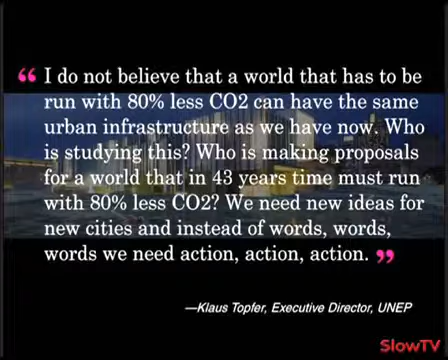 “ I do not believe that a world that has to be
run with 80% less CO2 can have the same
urban infrastructure as we have now. Who
is studying this? Who is making proposals
for a world that in 43 years time must run
with 80% less CO2? We need new ideas for
new cities and instead of words, words,
words we need action, action, action. ”
—Klaus Topfer, Executive Director, UNEP
SlowTV